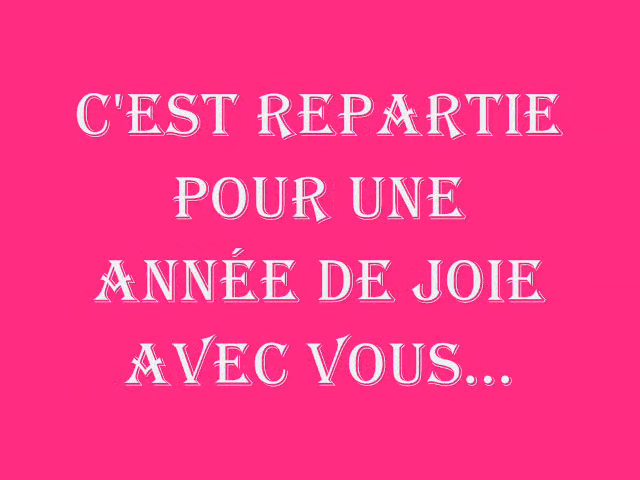 C'EST REPARTIE
POUR UNE
ANNÉE DE JOIE
AVEC VOUS...